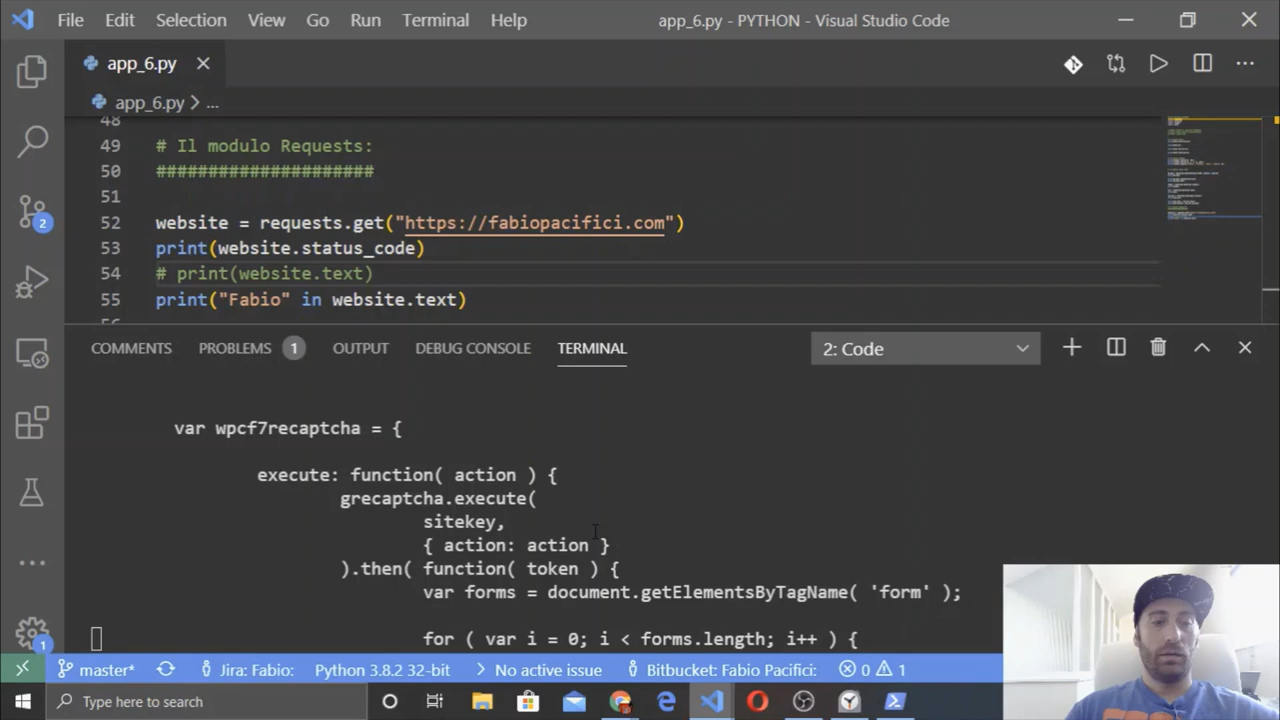 File Edit Selection View Go Run Terminal Help app_6.py - PYTHON - Visual Studio Code
app_6.py
app_6.py > ...
48
49 # Il modulo Requests:
50 #####################
51
52 website = requests.get("https://fabiopacifici.com")
53 print(website.status_code)
54 # print(website.text)
55 print("Fabio" in website.text)
COMMENTS PROBLEMS 1 OUTPUT DEBUG CONSOLE TERMINAL 2: Code
var wpcf7recaptcha = {
execute: function( action ) {
grecaptcha.execute(
sitekey,
{ action: action }
).then( function( token ) {
var forms = document.getElementsByTagName( 'form' );
for ( var i = 0; i < forms.length; i++ ) {
2
1
master* Jira: Fabio: Python 3.8.2 32-bit No active issue Bitbucket: Fabio Pacifici: 0 1
Type here to search